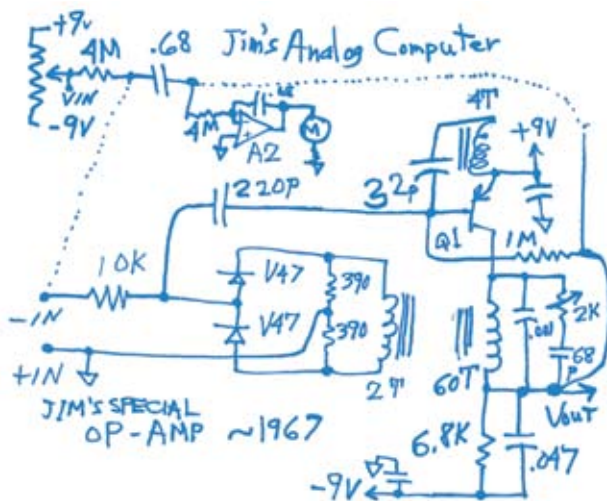 +9v
4M
.68
Jim's Analog Computer
VIN
-9V
4M
A2
M
4T
+9V
220P
32p
Q1
1M
10K
V47
390
-IN
V47
390
2K
.001
68
P
+IN
2T
60T
Vout
JIM'S SPECIAL
OP-AMP ~1967
6.8K
.047
-9V